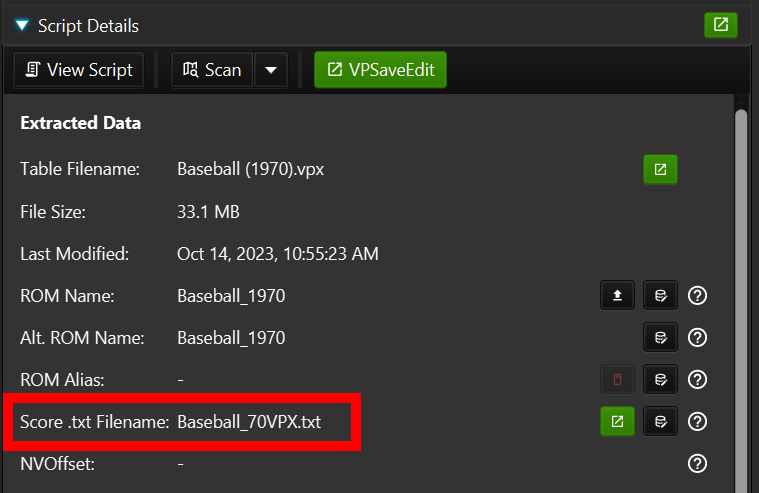 Script Details
View Script Scan VPSaveEdit
Extracted Data
Table Filename: Baseball (1970).vpx
File Size: 33.1 MB
Last Modified: Oct 14, 2023, 10:55:23 AM
ROM Name: Baseball_1970
Alt. ROM Name: Baseball_1970
ROM Alias: -
Score .txt Filename: Baseball_70VPX.txt
NVOffset: -